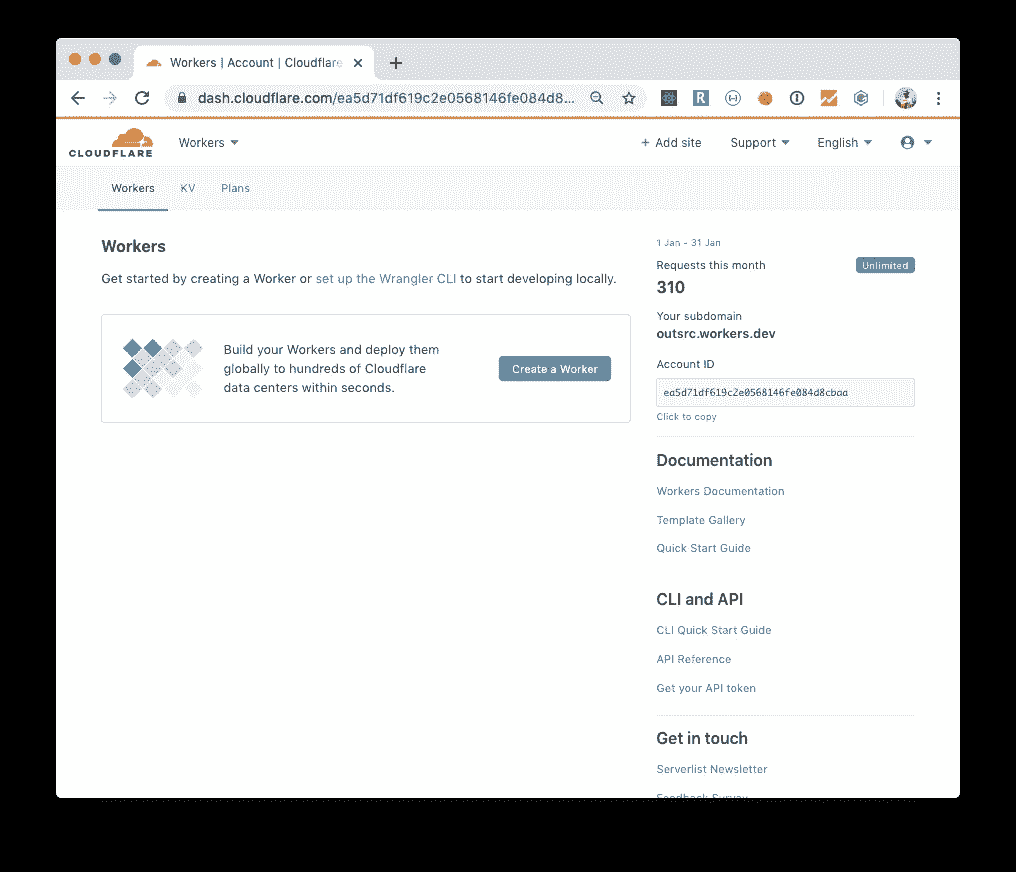 Workers | Account | Cloudflare
dash.cloudflare.com/ea5d71df619c2e0568146fe084d8...
CLOUDFLARE
Workers
+ Add site
Support
English
Workers
KV
Plans
Workers
Get started by creating a Worker or set up the Wrangler CLI to start developing locally.
Build your Workers and deploy them
globally to hundreds of Cloudflare
data centers within seconds.
Create a Worker
1 Jan - 31 Jan
Requests this month
Unlimited
310
Your subdomain
outsrc.workers.dev
Account ID
ea5d71df619c2e0568146fe084d8cbaa
Click to copy
Documentation
Workers Documentation
Template Gallery
Quick Start Guide
CLI and API
CLI Quick Start Guide
API Reference
Get your API token
Get in touch
Serverlist Newsletter
Feedback Survey